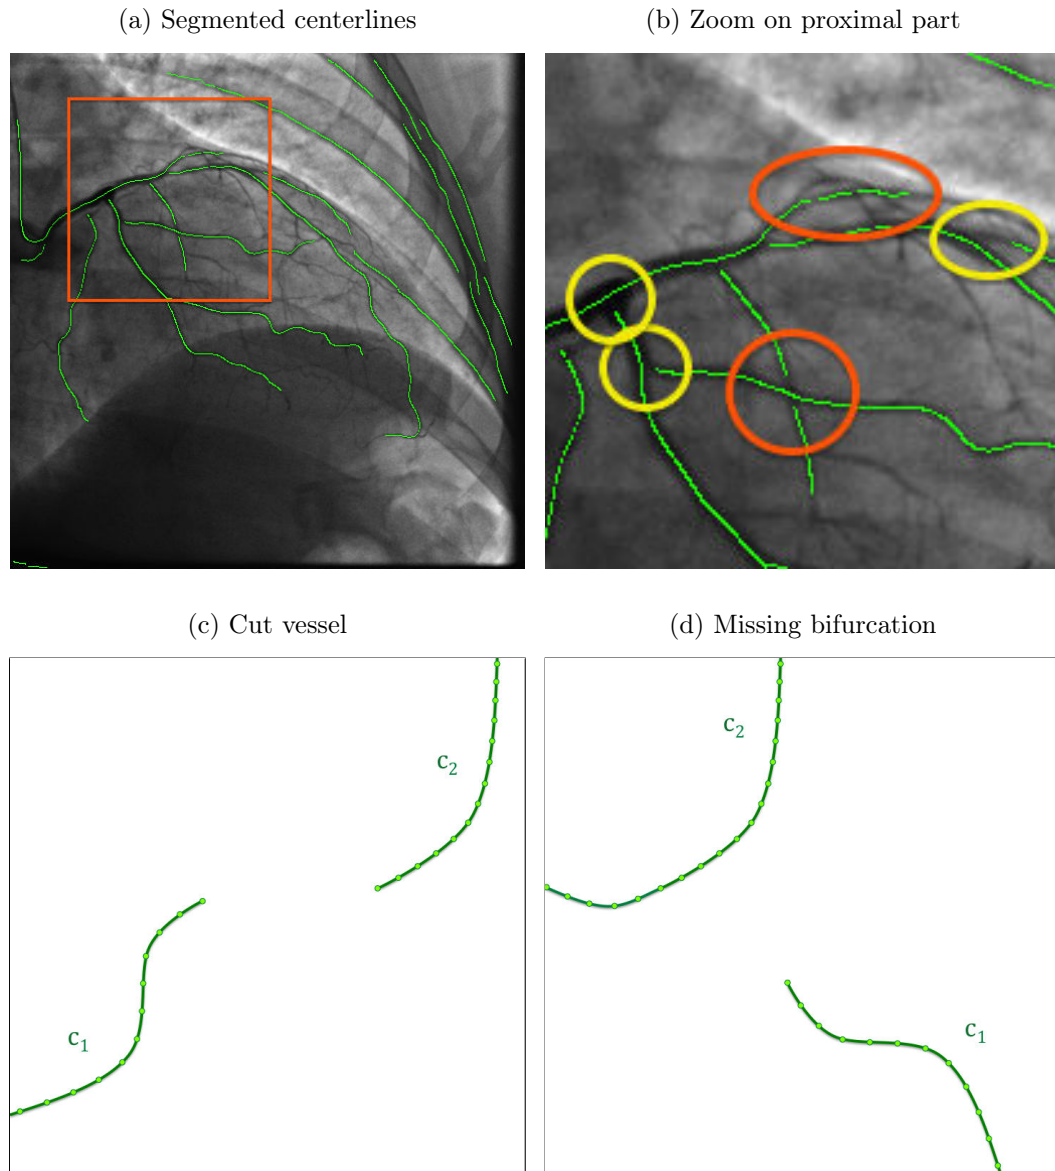 (a) Segmented centerlines
(b) Zoom on proximal part
(c) Cut vessel
(d) Missing bifurcation
c₂
c₁
c₂
c₁